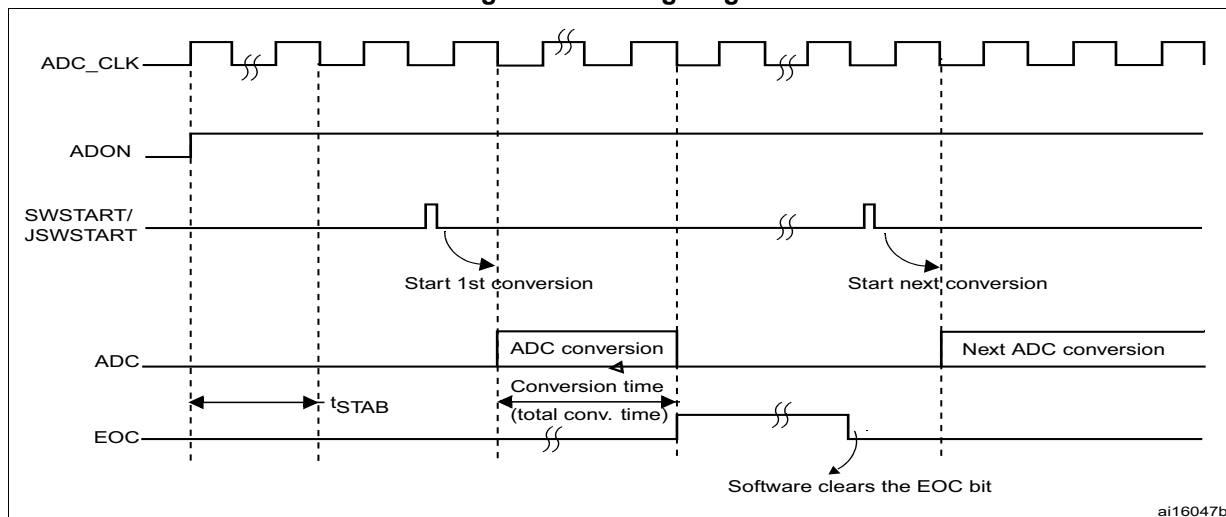 ADC_CLK
ADON
SWSTART/
JSWSTART
Start 1st conversion
Start next conversion
ADC
ADC conversion
Next ADC conversion
Conversion time
(total conv. time)
tSTAB
EOC
Software clears the EOC bit
ai16047b